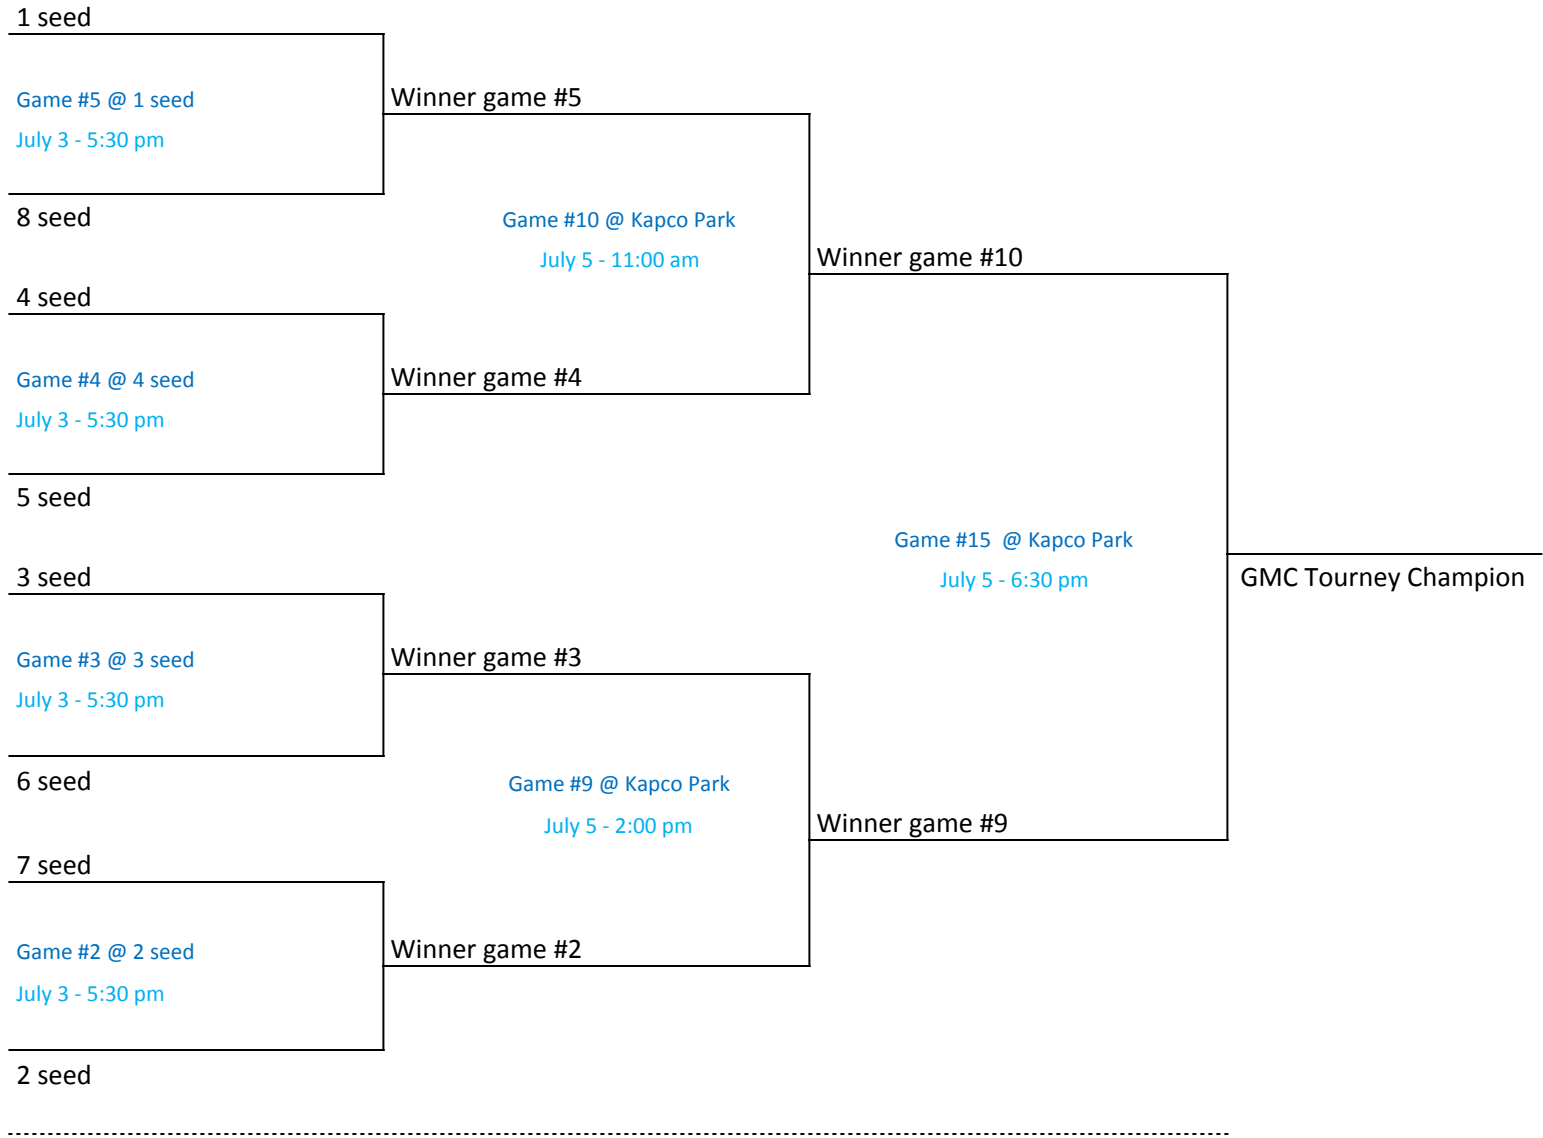 1 seed
Game #5 @ 1 seed
Winner game #5
July 3 - 5:30 pm
8 seed
Game #10 @ Kapco Park
July 5 - 11:00 am
Winner game #10
4 seed
Game #4 @ 4 seed
Winner game #4
July 3 - 5:30 pm
5 seed
Game #15  @ Kapco Park
3 seed
July 5 - 6:30 pm
GMC Tourney Champion
Game #3 @ 3 seed
Winner game #3
July 3 - 5:30 pm
6 seed
Game #9 @ Kapco Park
July 5 - 2:00 pm
Winner game #9
7 seed
Game #2 @ 2 seed
Winner game #2
July 3 - 5:30 pm
2 seed